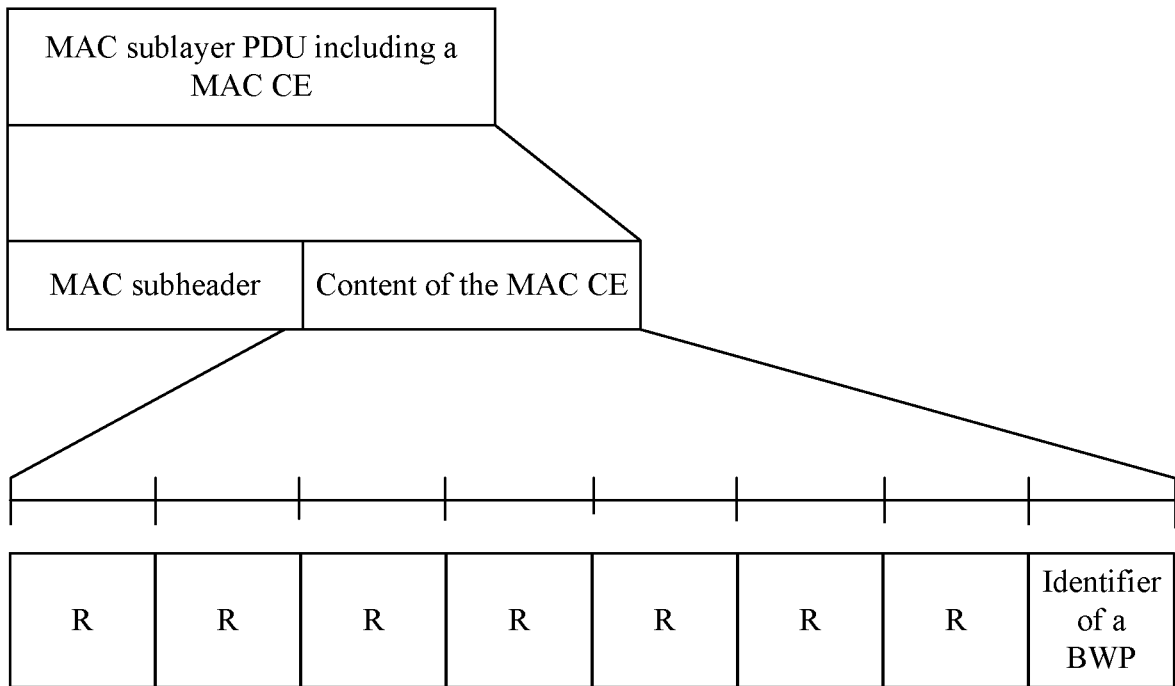 MAC sublayer PDU including a
MAC CE
MAC subheader
Content of the MAC CE
R
R
R
R
R
R
R
Identifier
of a
BWP